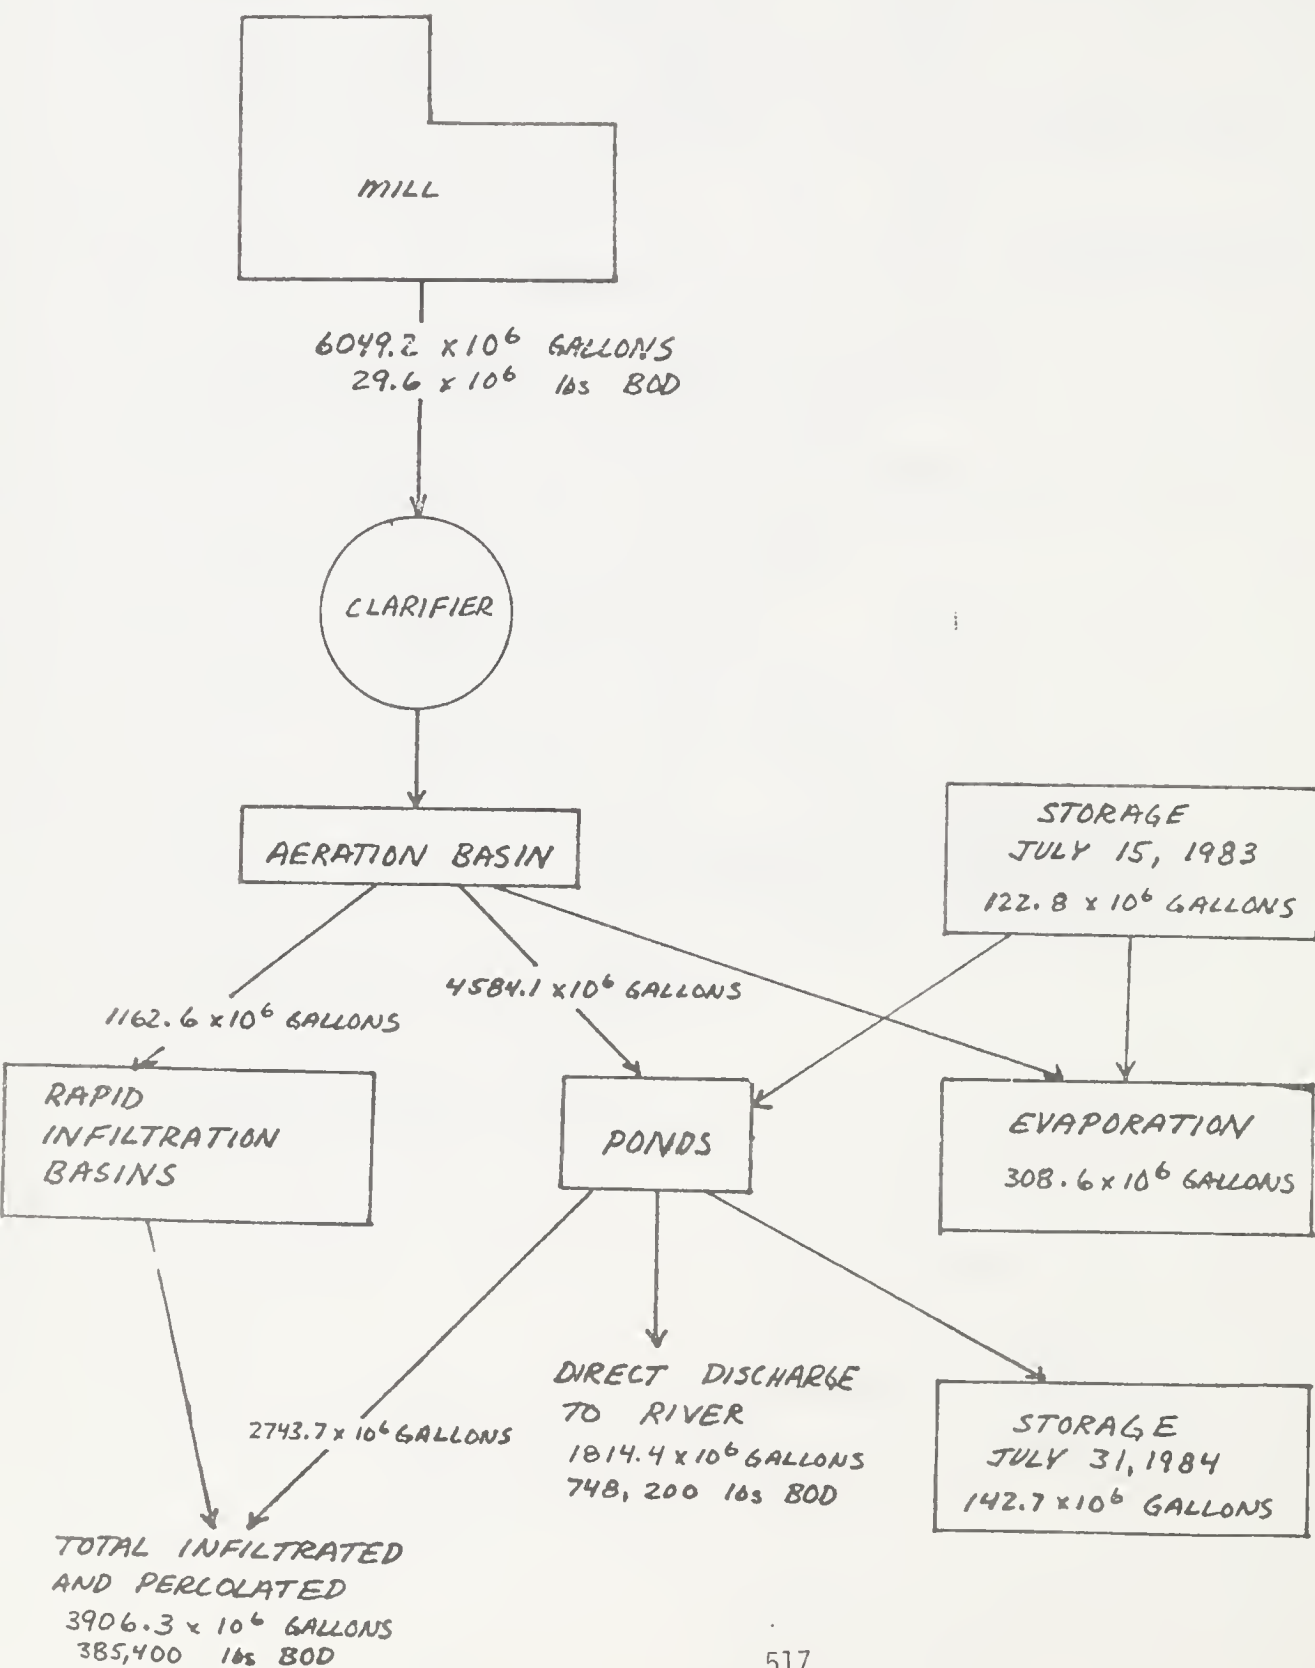 MILL
6049.2 x 10⁶ GALLONS
29.6 x 10⁶ lbs BOD
CLARIFIER
AERATION BASIN
STORAGE
JULY 15, 1983
122.8 x 10⁶ GALLONS
4584.1 x 10⁶ GALLONS
1162.6 x 10⁶ GALLONS
RAPID
INFILTRATION
BASINS
PONDS
EVAPORATION
308.6 x 10⁶ GALLONS
2743.7 x 10⁶ GALLONS
DIRECT DISCHARGE
TO RIVER
1814.4 x 10⁶ GALLONS
748,200 lbs BOD
STORAGE
JULY 31, 1984
142.7 x 10⁶ GALLONS
TOTAL INFILTRATED
AND PERCOLATED
3906.3 x 10⁶ GALLONS
385,400 lbs BOD
517